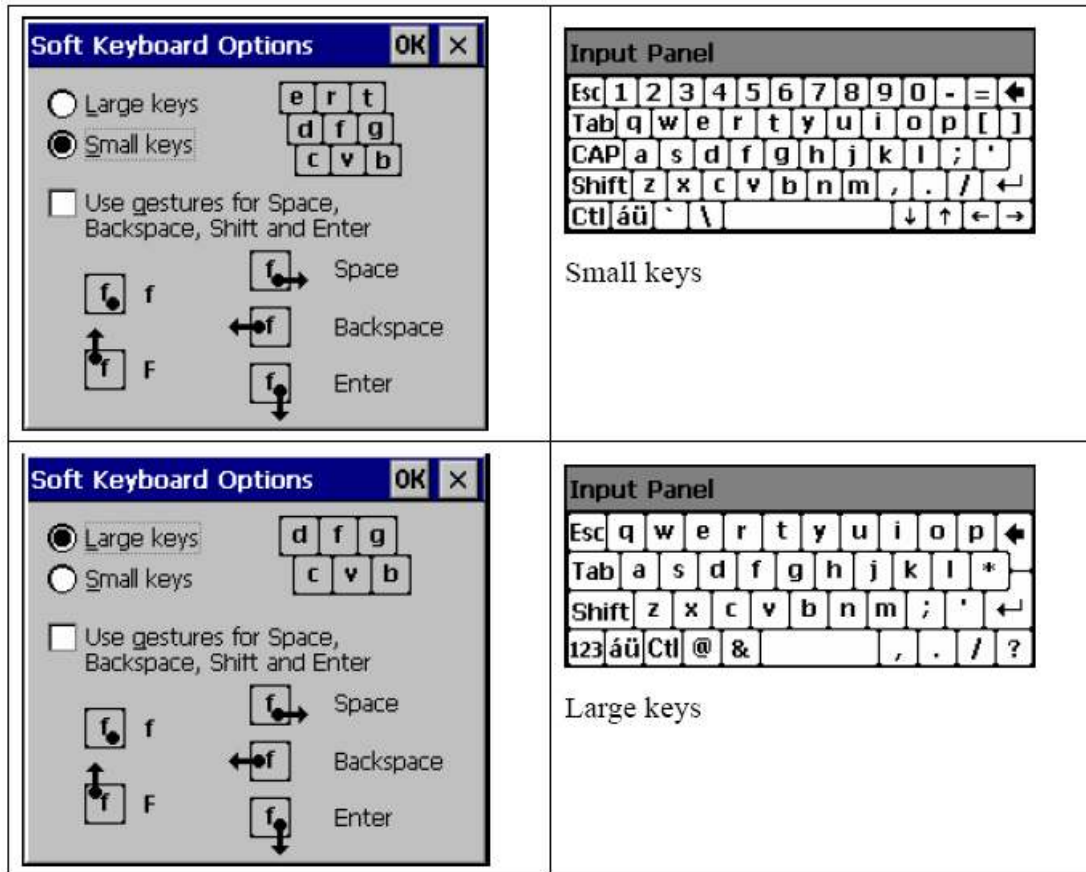 Soft Keyboard Options OK ×
Large keys
Small keys
e r t
d f g
c v b
Use gestures for Space,
Backspace, Shift and Enter
f f
f F
f Space
f Backspace
f Enter
Input Panel
Esc 1 2 3 4 5 6 7 8 9 0 - = 🡄
Tab q w e r t y u i o p [ ]
CAP a s d f g h j k l ; '
Shift z x c v b n m , . / ↵
Ctl áü ` \ ↓ ↑ ← →
Small keys
Soft Keyboard Options OK ×
Large keys
Small keys
d f g
c v b
Use gestures for Space,
Backspace, Shift and Enter
f f
f F
f Space
f Backspace
f Enter
Input Panel
Esc q w e r t y u i o p 🡄
Tab a s d f g h j k l *
Shift z x c v b n m ; ' ↵
123 áü Ctl @ & , . / ?
Large keys